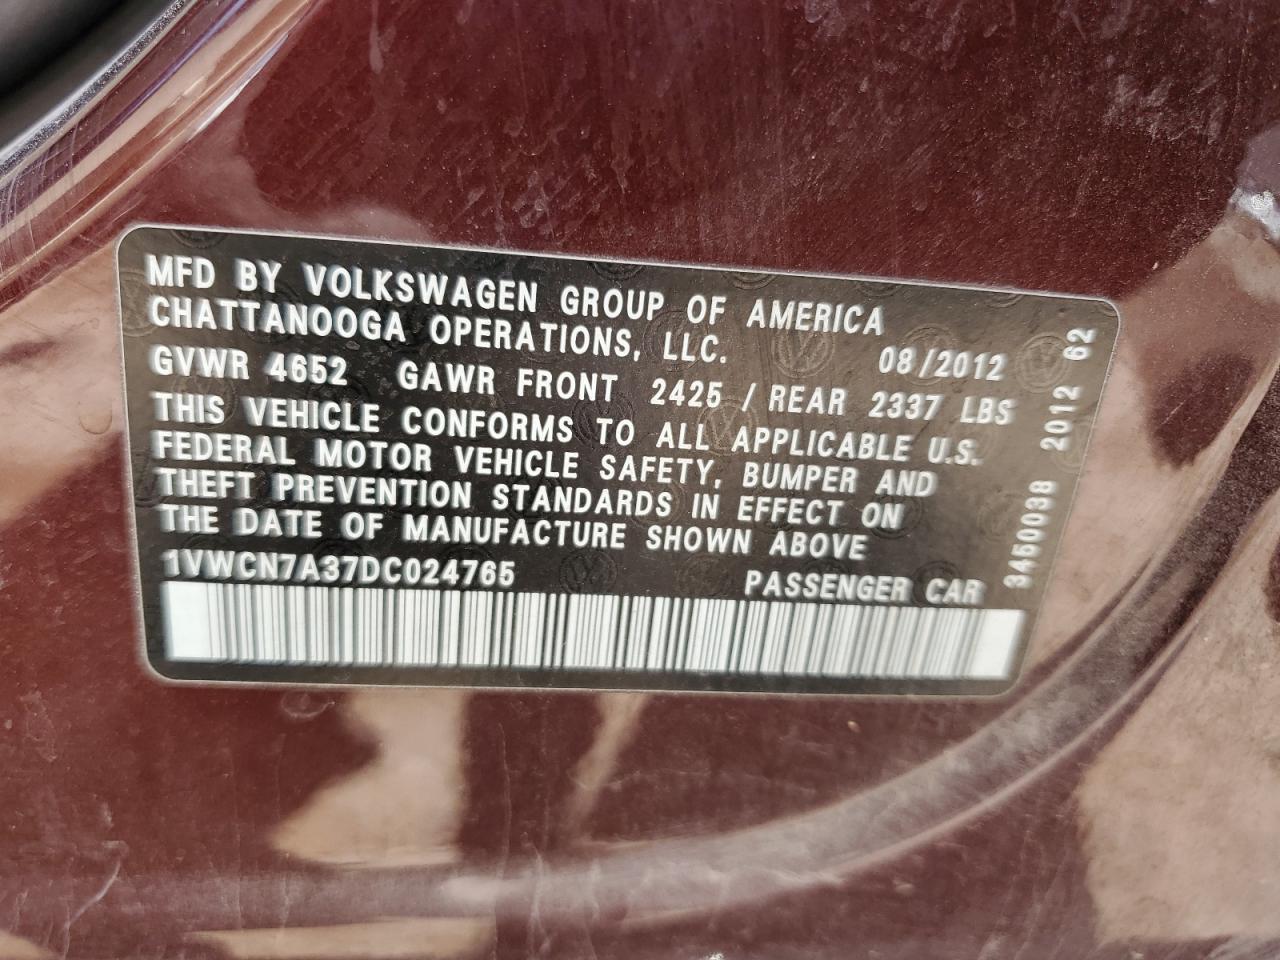 MFD BY VOLKSWAGEN GROUP OF AMERICA
CHATTANOOGA OPERATIONS, LLC. 08/2012
GVWR 4652 GAWR FRONT 2425 / REAR 2337 LBS
THIS VEHICLE CONFORMS TO ALL APPLICABLE U.S.
FEDERAL MOTOR VEHICLE SAFETY, BUMPER AND
THEFT PREVENTION STANDARDS IN EFFECT ON
THE DATE OF MANUFACTURE SHOWN ABOVE
1VWCN7A37DC024765 PASSENGER CAR
3450038 2012 62